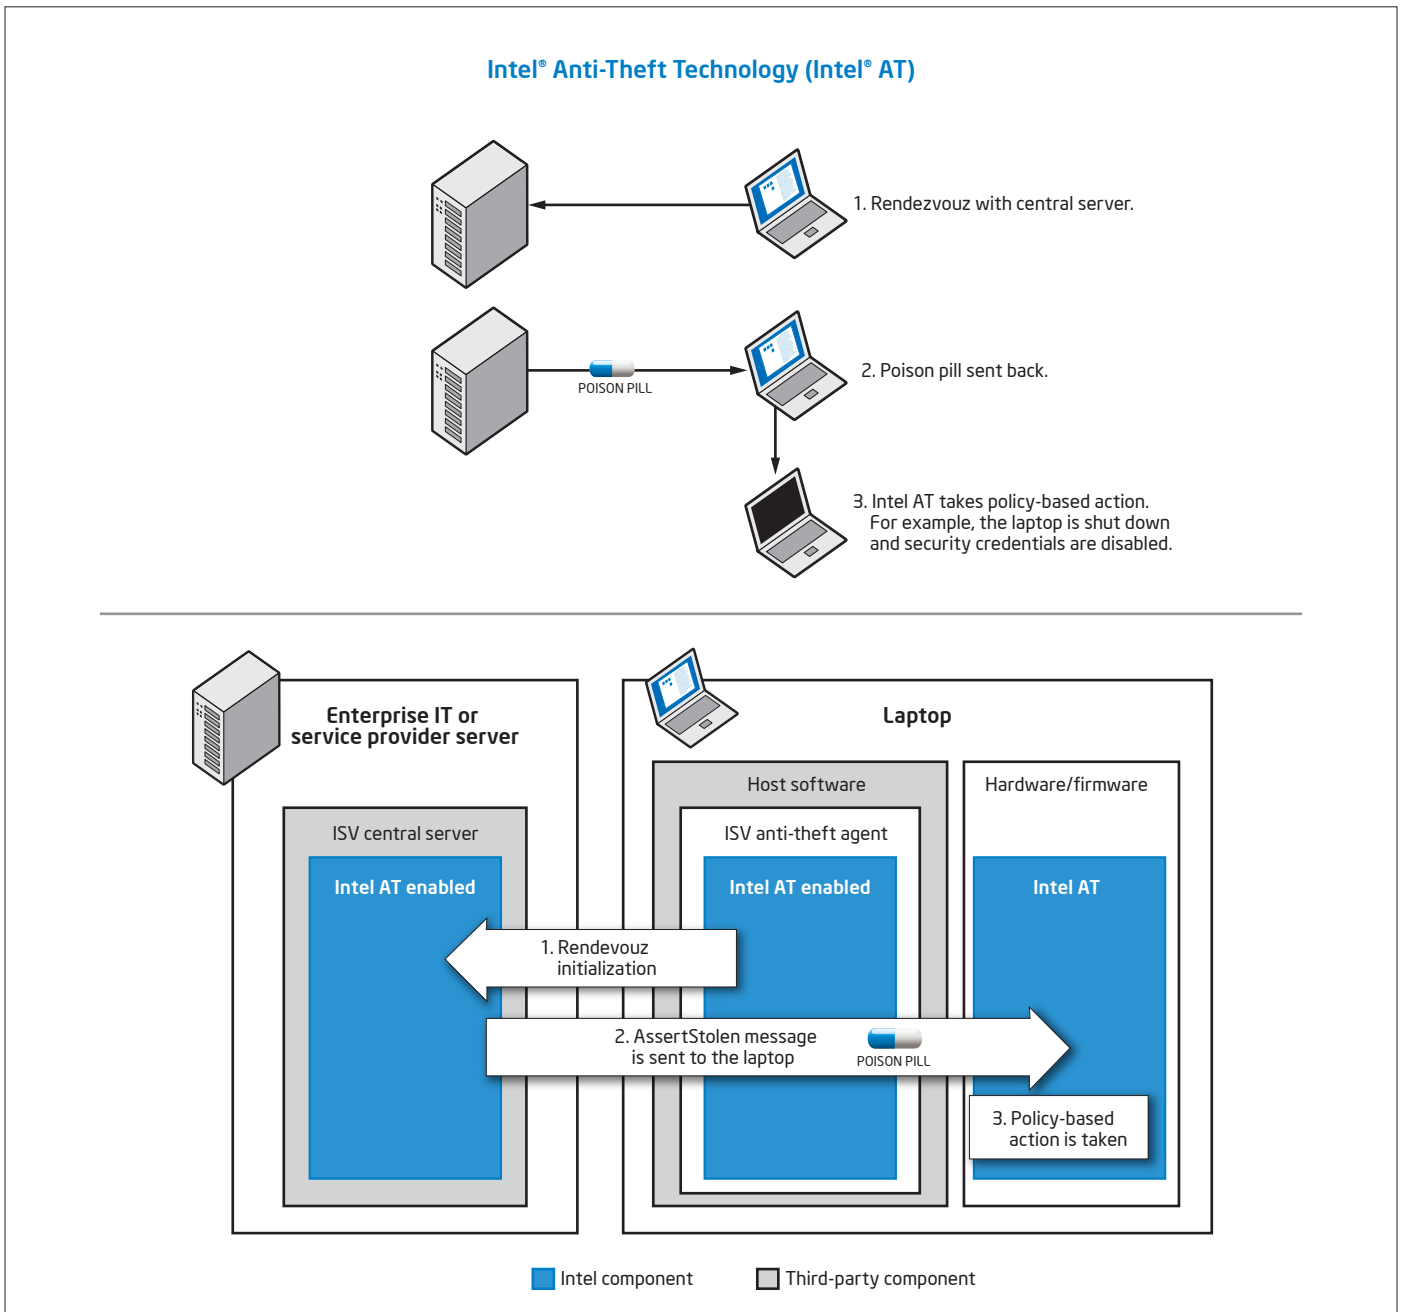 Intel® Anti-Theft Technology (Intel® AT)
1. Rendezvouz with central server.
POISON PILL
2. Poison pill sent back.
3. Intel AT takes policy-based action.
For example, the laptop is shut down
and security credentials are disabled.
Enterprise IT or
service provider server
Laptop
Host software
Hardware/firmware
ISV central server
ISV anti-theft agent
Intel AT enabled
Intel AT enabled
Intel AT
1. Rendevouz
initialization
2. AssertStolen message
is sent to the laptop
POISON PILL
3. Policy-based
action is taken
Intel component
Third-party component